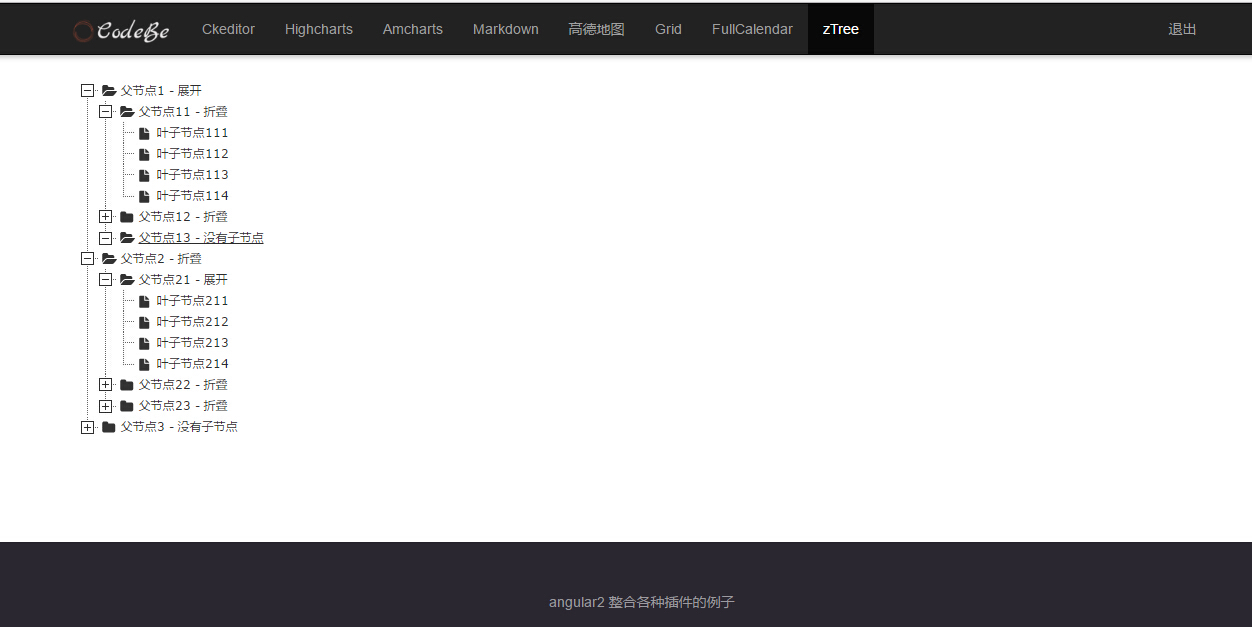 CodeBe Ckeditor Highcharts Amcharts Markdown 高德地图 Grid FullCalendar zTree 退出
父节点1 - 展开
父节点11 - 折叠
叶子节点111
叶子节点112
叶子节点113
叶子节点114
父节点12 - 折叠
父节点13 - 没有子节点
父节点2 - 折叠
父节点21 - 展开
叶子节点211
叶子节点212
叶子节点213
叶子节点214
父节点22 - 折叠
父节点23 - 折叠
父节点3 - 没有子节点
angular2 整合各种插件的例子